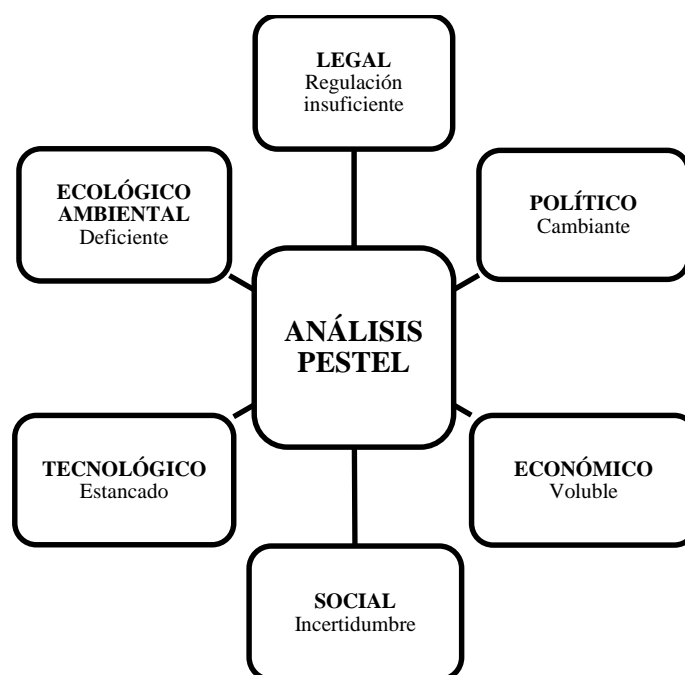 LEGAL
Regulación
insuficiente
ECOLÓGICO
AMBIENTAL
Deficiente
POLÍTICO
Cambiante
ANÁLISIS
PESTEL
TECNOLÓGICO
Estancado
ECONÓMICO
Voluble
SOCIAL
Incertidumbre